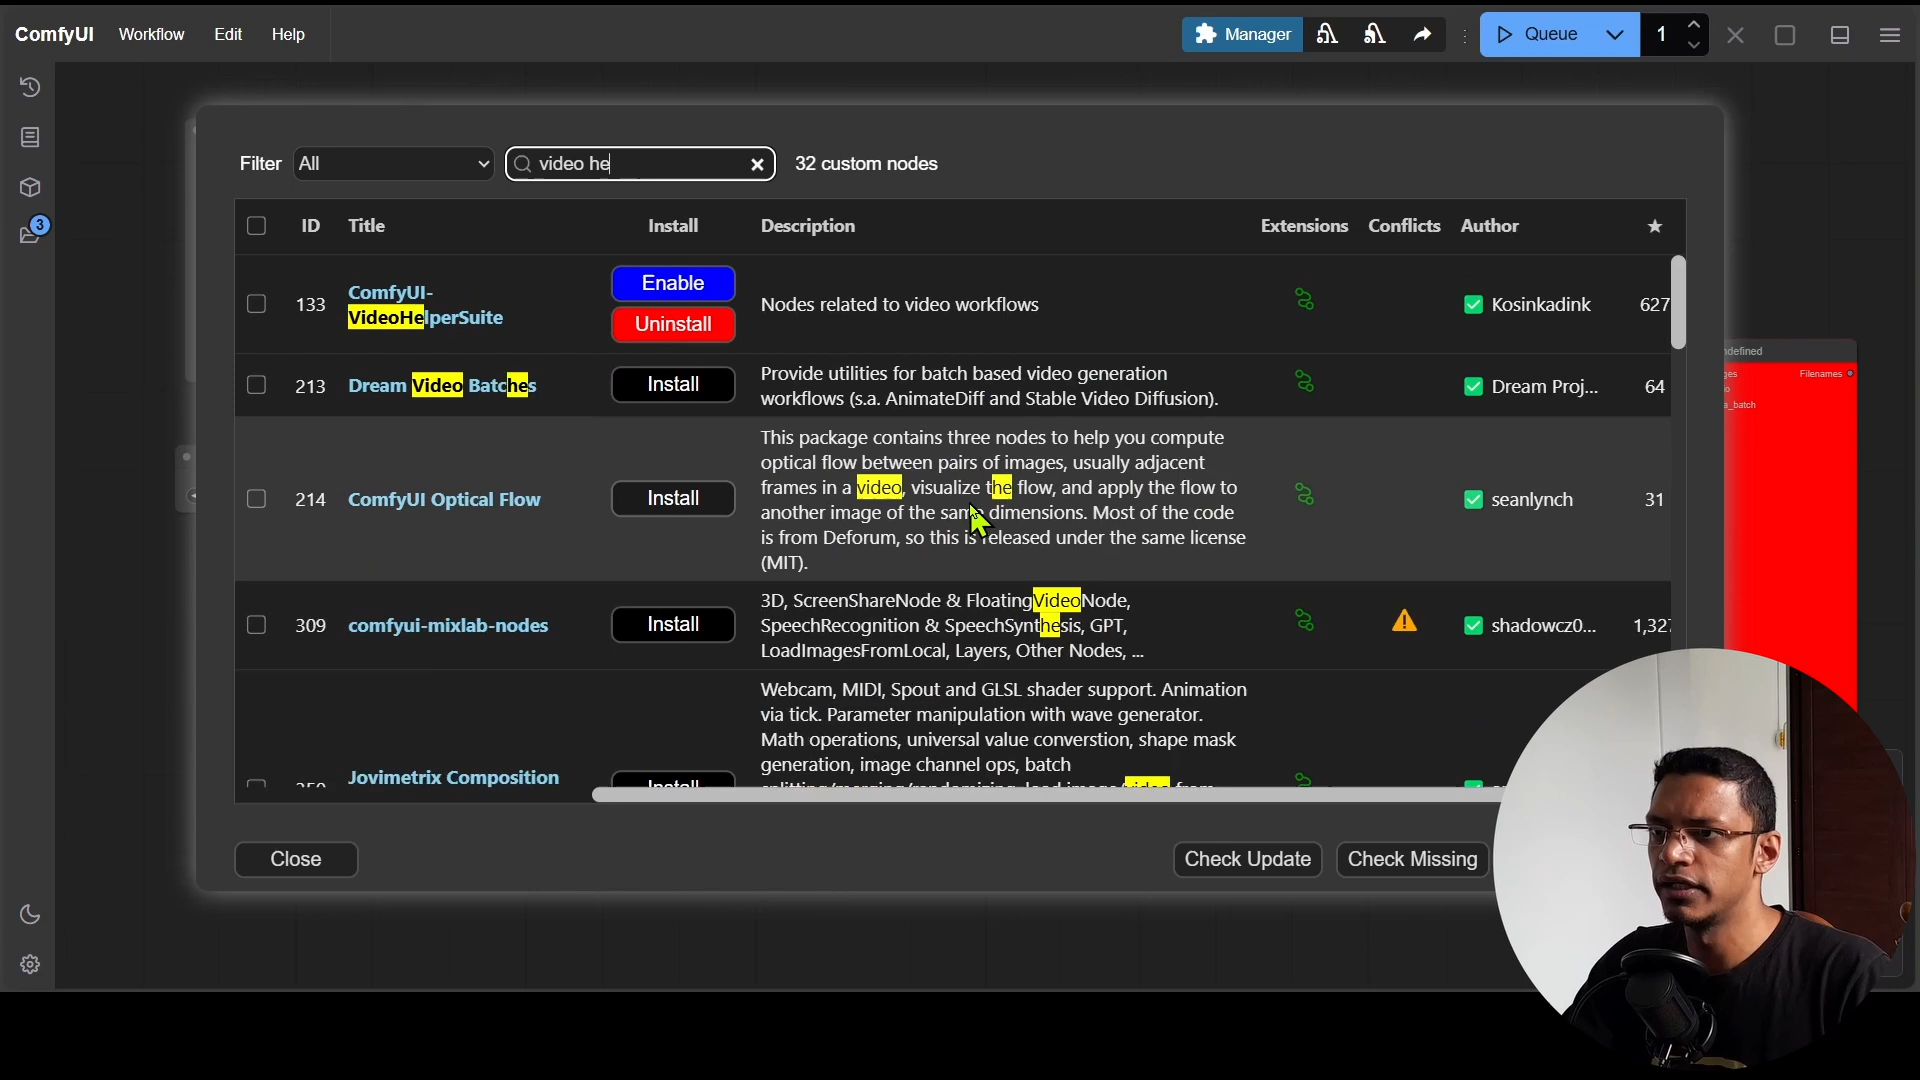 ComfyUI Workflow Edit Help Manager Queue 1
3
Filter All video he 32 custom nodes
ID Title Install Description Extensions Conflicts Author ★
133 ComfyUI-
VideoHelperSuite
Enable
Uninstall
Nodes related to video workflows
Kosinkadink 627
213 Dream Video Batches Install
Provide utilities for batch based video generation
workflows (s.a. AnimateDiff and Stable Video Diffusion).
Dream Proj... 64
214 ComfyUI Optical Flow Install
This package contains three nodes to help you compute
optical flow between pairs of images, usually adjacent
frames in a video, visualize the flow, and apply the flow to
another image of the same dimensions. Most of the code
is from Deforum, so this is released under the same license
(MIT).
seanlynch 31
309 comfyui-mixlab-nodes Install
3D, ScreenShareNode & FloatingVideoNode,
SpeechRecognition & SpeechSynthesis, GPT,
LoadImagesFromLocal, Layers, Other Nodes, ...
shadowcz0... 1,327
Jovimetrix Composition Install
Webcam, MIDI, Spout and GLSL shader support. Animation
via tick. Parameter manipulation with wave generator.
Math operations, universal value converstion, shape mask
generation, image channel ops, batch
Close Check Update Check Missing
ndefined
ges Filenames
o
a_batch